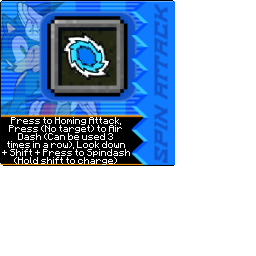 SPIN ATTACK
Press to Homing Attack,
Press (No target) to Air
Dash (Can be used 3
times in a row), Look down
+ Shift + Press to Spindash
(Hold shift to charge)